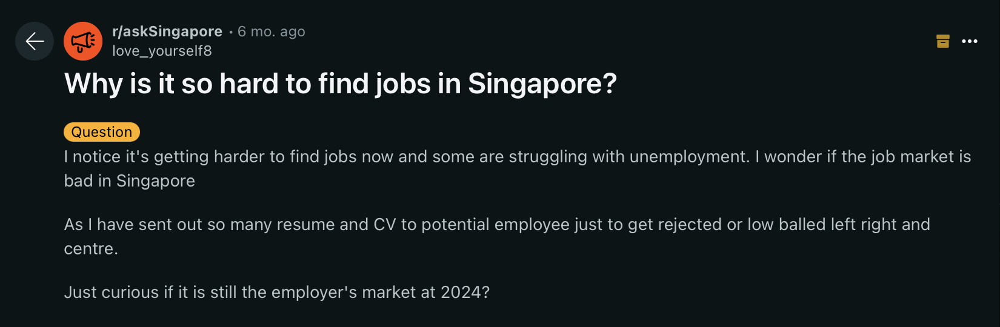 r/askSingapore • 6 mo. ago
love_yourself8
Why is it so hard to find jobs in Singapore?
Question
I notice it's getting harder to find jobs now and some are struggling with unemployment. I wonder if the job market is
bad in Singapore
As I have sent out so many resume and CV to potential employee just to get rejected or low balled left right and
centre.
Just curious if it is still the employer's market at 2024?